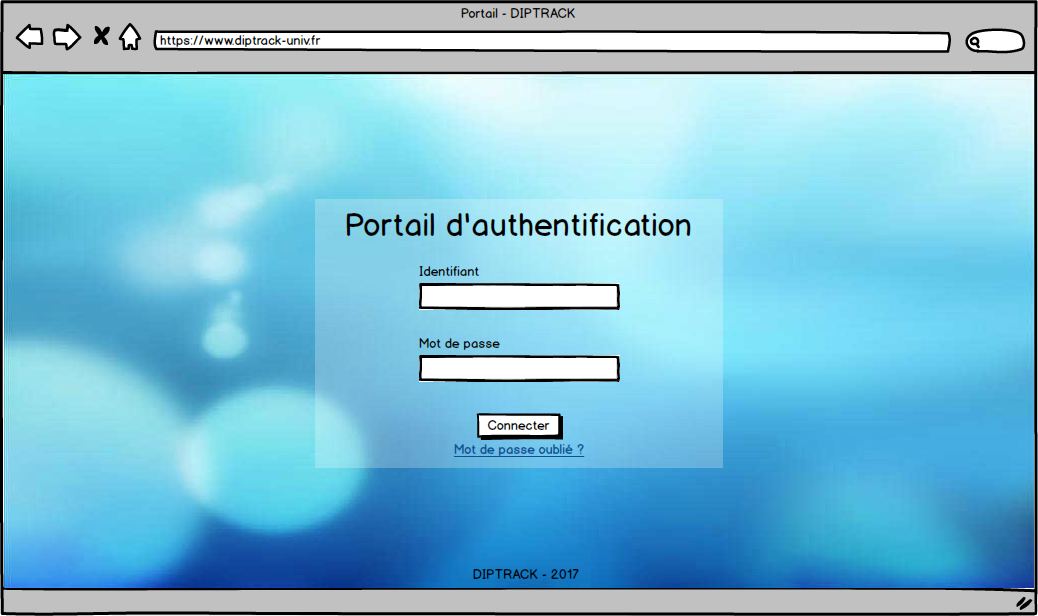 Portail - DIPTRACK
https://www.diptrack-univ.fr
Portail d'authentification
Identifiant
Mot de passe
Connecter
Mot de passe oublié ?
DIPTRACK - 2017